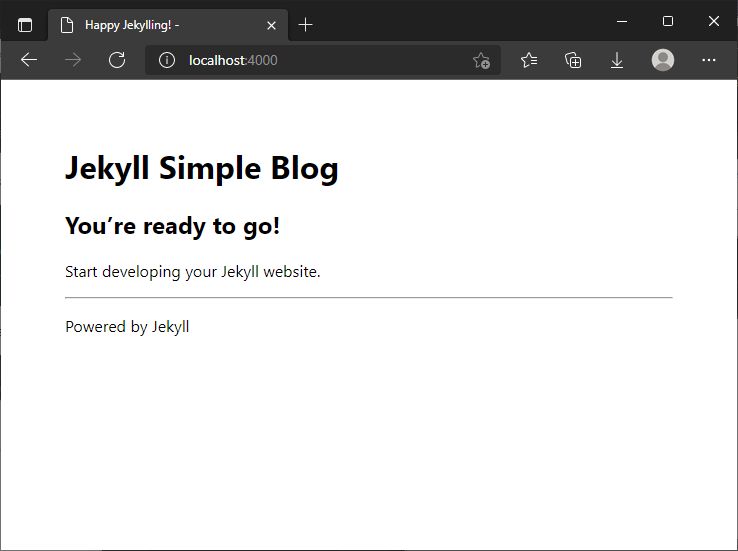 Happy Jekylling! -
localhost:4000
Jekyll Simple Blog
You’re ready to go!
Start developing your Jekyll website.
Powered by Jekyll